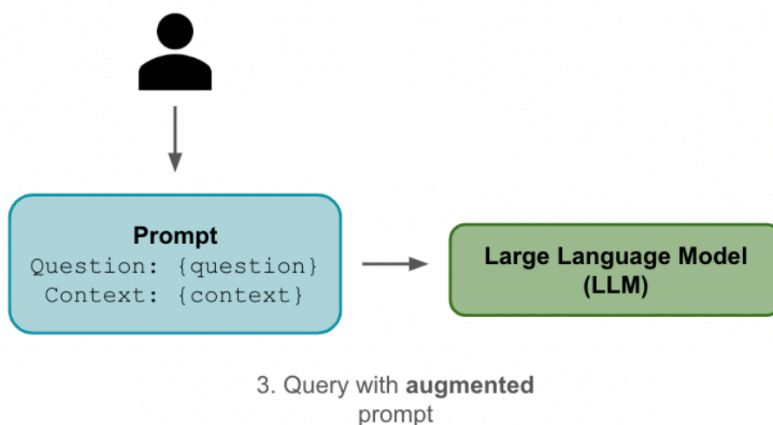 Prompt
Question: {question}
Context: {context}
Large Language Model
(LLM)
3. Query with augmented
prompt